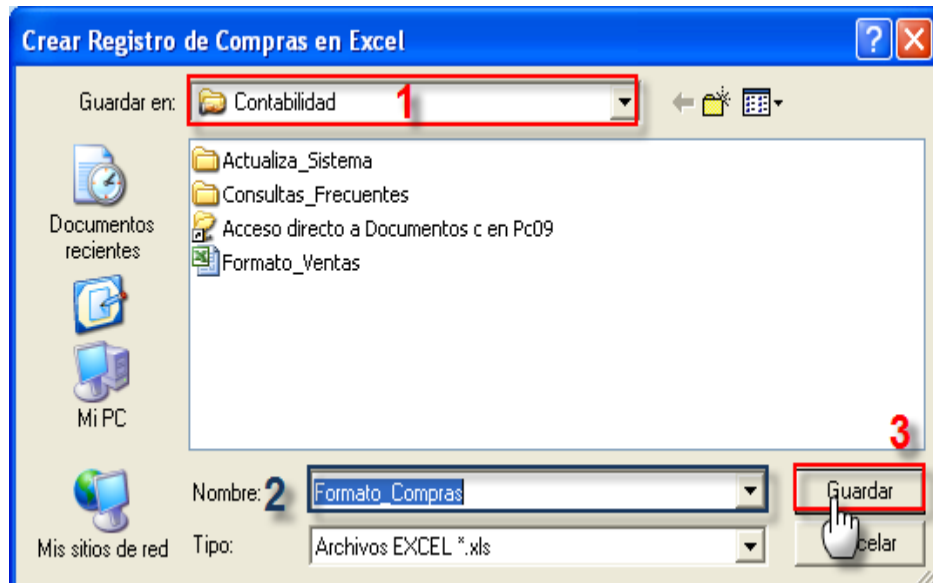 Crear Registro de Compras en Excel
Guardar en: Contabilidad 1
Actualiza_Sistema
Consultas_Frecuentes
Acceso directo a Documentos c en Pc09
Formato_Ventas
Documentos
recientes
Mi PC
Mis sitios de red
3
Nombre: 2 Formato_Compras Guardar
Tipo: Archivos EXCEL *.xls